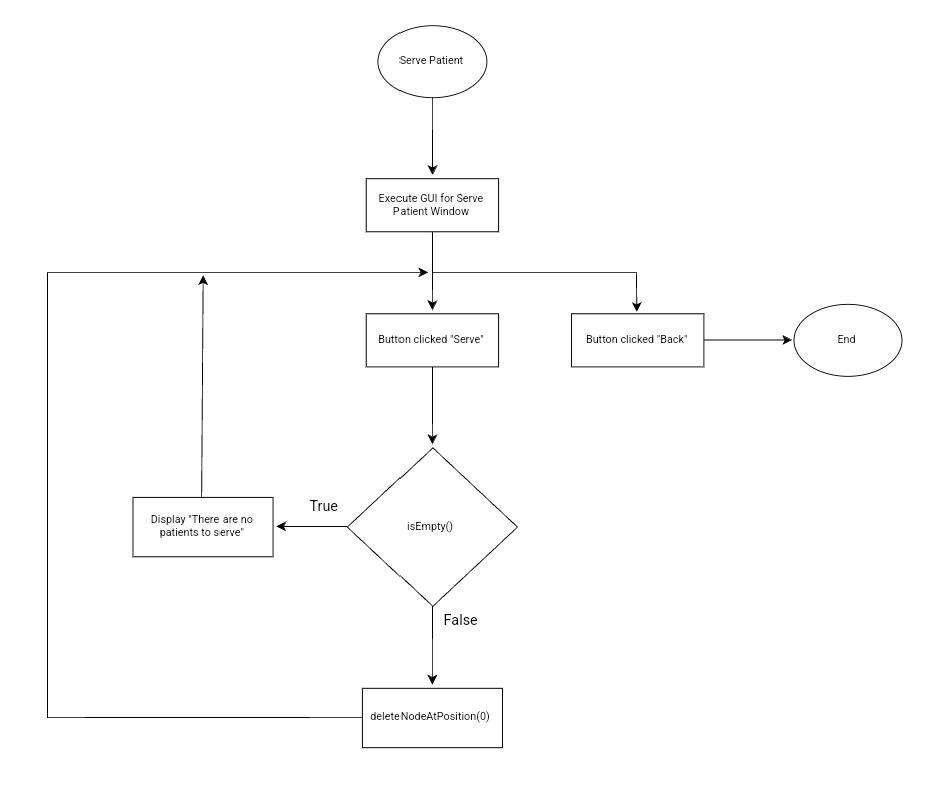 Serve Patient
Execute GUI for Serve
Patient Window
Button clicked "Serve"
Button clicked "Back"
End
True
Display "There are no
patients to serve"
isEmpty()
False
deleteNodeAtPosition(0)